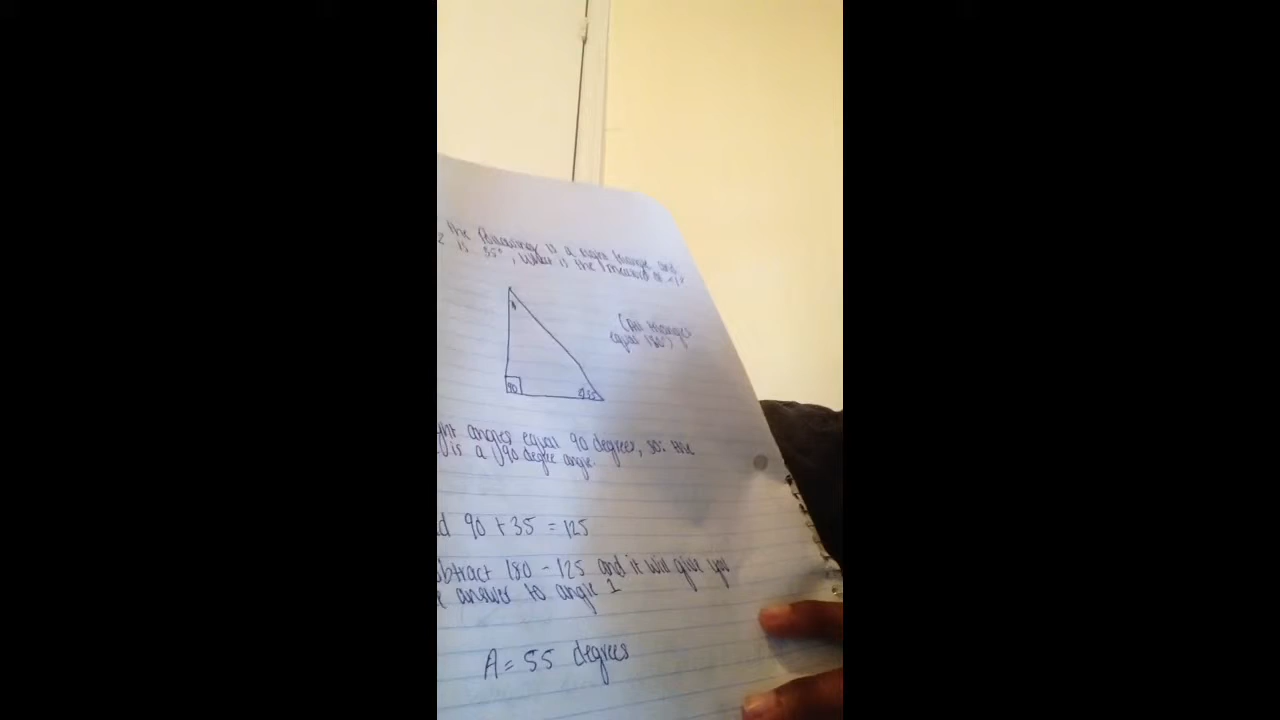 the following is a right triangle and
2 is 35°, what is the measure of <1?
(All triangles
equal 180°)
90
ght angles equal 90 degrees, so the
is a 90 degree angle.
d 90 + 35 = 125
btract 180 - 125 and it will give you
e answer to angle 1
A = 55 degrees